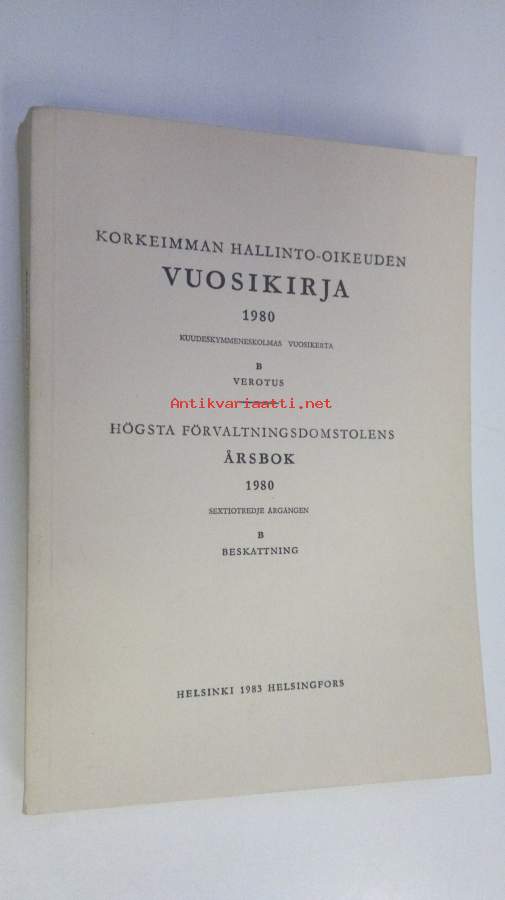 KORKEIMMAN HALLINTO-OIKEUDEN
VUOSIKIRJA
1980
KUUDESKYMMENESKOLMAS VUOSIKERTA
B
VEROTUS
Antikvariaatti.net
HÖGSTA FÖRVALTNINGSDOMSTOLENS
ÅRSBOK
1980
SEXTIOTREDJE ÅRGÅNGEN
B
BESKATTNING
HELSINKI 1983 HELSINGFORS